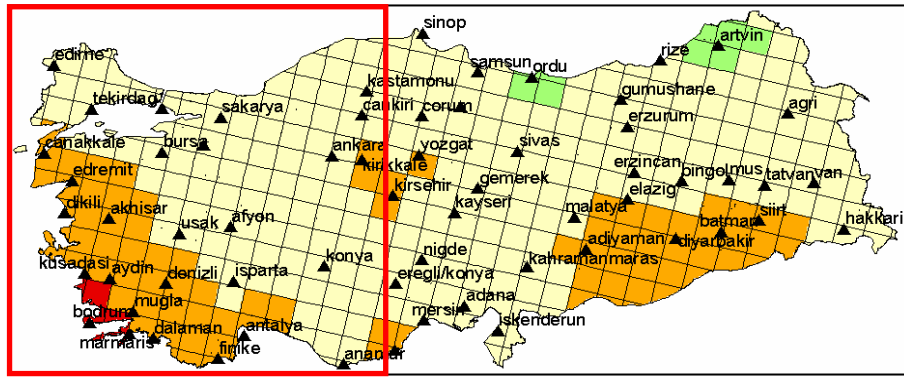 sinop
edirne
artvin
rize
samsun
ordu
kastamonu
tekirdag
sakarya
cankiri
corum
gumushane
agri
erzurum
canakkale
bursa
ankara
yozgat
sivas
kirikkale
edremit
kirsehir
gemerek
erzincan
bingol
mus
tatvan
van
elazig
dikili
akhisar
usak
afyon
kayseri
malatya
batman
siirt
hakkari
adiyaman
diyarbakir
kusadasi
aydin
denizli
isparta
konya
nigde
eregli/konya
kahramanmaras
bodrum
mugla
adana
mersin
iskenderun
marmaris
dalaman
antalya
finike
anamur